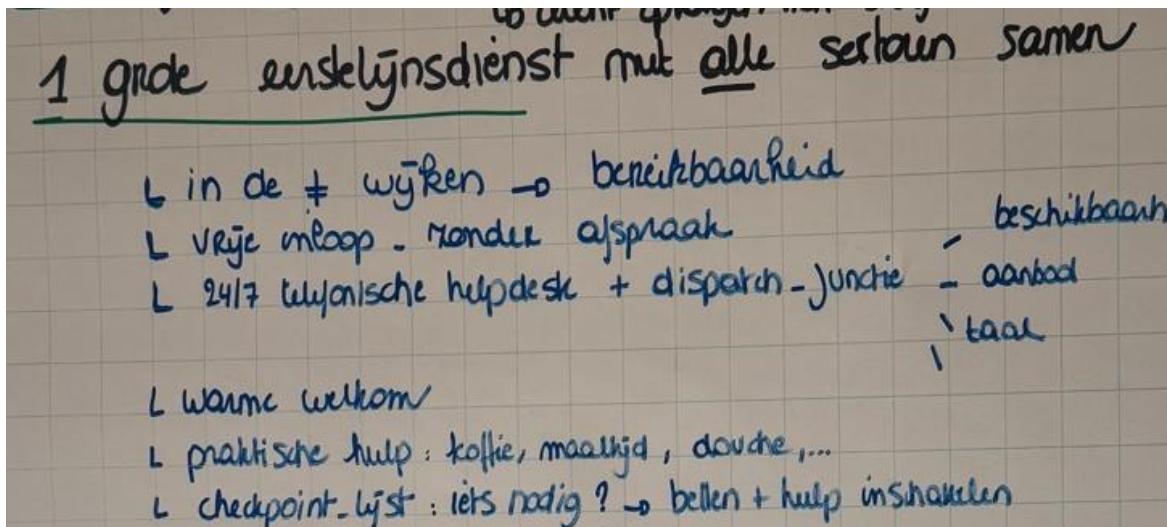 1 grote eerstelijnsdienst met alle sectoren samen
↳ in de ≠ wijken → bereikbaarheid
↳ vrije inloop - zonder afspraak
↳ 24/7 telefonische helpdesk + dispatch-functie - beschikbaarh
- aanbod
- taal
↳ warme welkom
↳ praktische hulp : koffie, maaltijd, douche,...
↳ checkpoint-lijst : iets nodig ? → bellen + hulp inschakelen